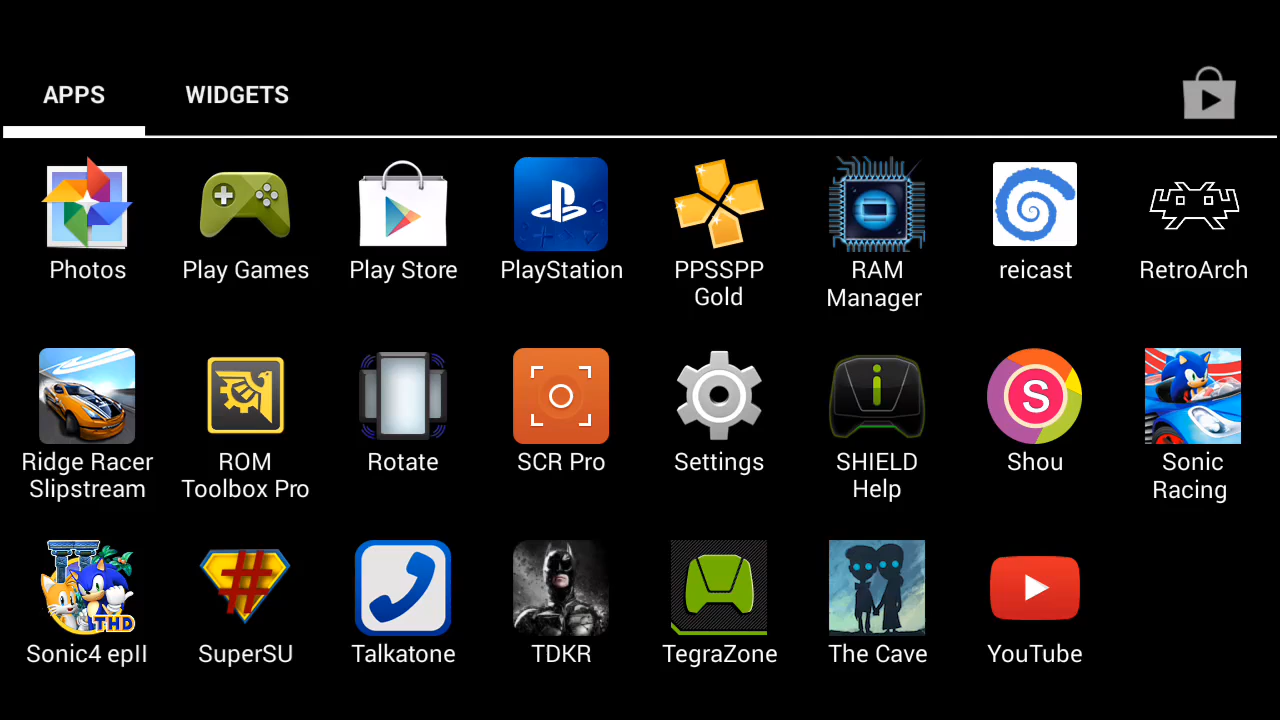 APPS WIDGETS
Photos Play Games Play Store PlayStation PPSSPP Gold RAM Manager reicast RetroArch
Ridge Racer Slipstream ROM Toolbox Pro Rotate SCR Pro Settings SHIELD Help S Shou Sonic Racing
THD Sonic4 epII SuperSU Talkatone TDKR TegraZone The Cave YouTube